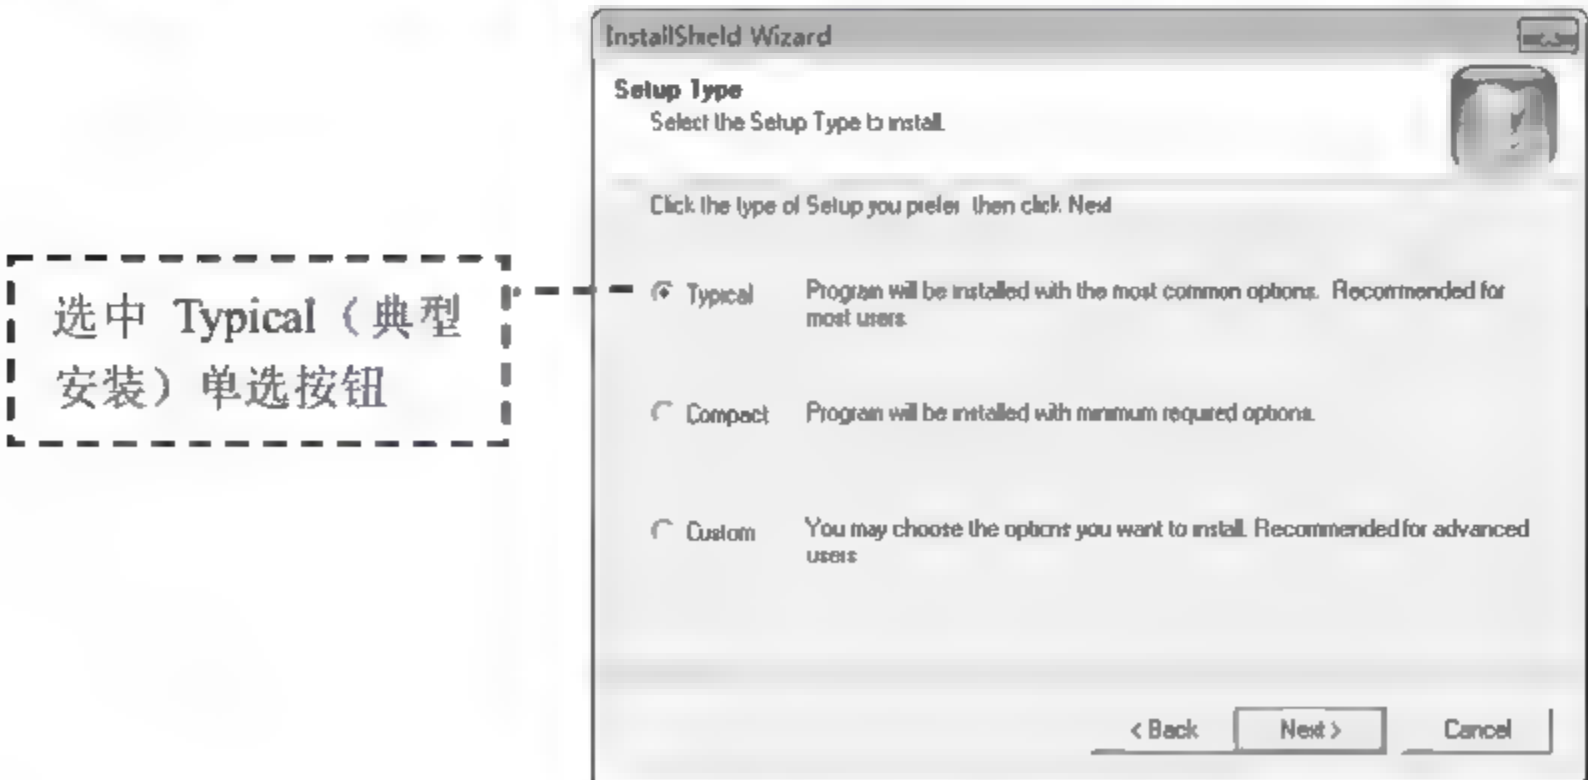 InstallShield Wizard
Setup Type
Select the Setup Type to install.
Click the type of Setup you prefer, then click Next
选中 Typical（典型
安装）单选按钮
Typical
Program will be installed with the most common options. Recommended for
most users.
Compact
Program will be installed with minimum required options.
Custom
You may choose the options you want to install. Recommended for advanced
users
< Back
Next >
Cancel